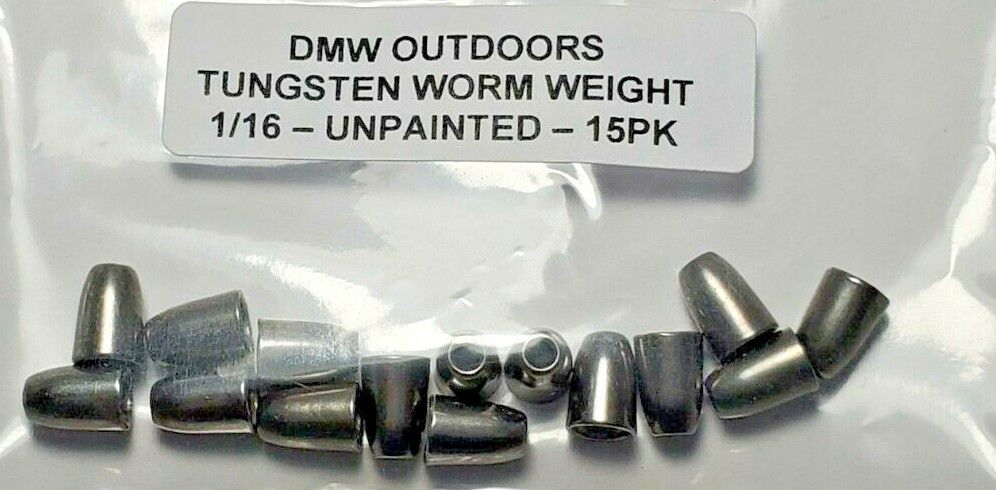 DMW OUTDOORS
TUNGSTEN WORM WEIGHT
1/16 – UNPAINTED – 15PK